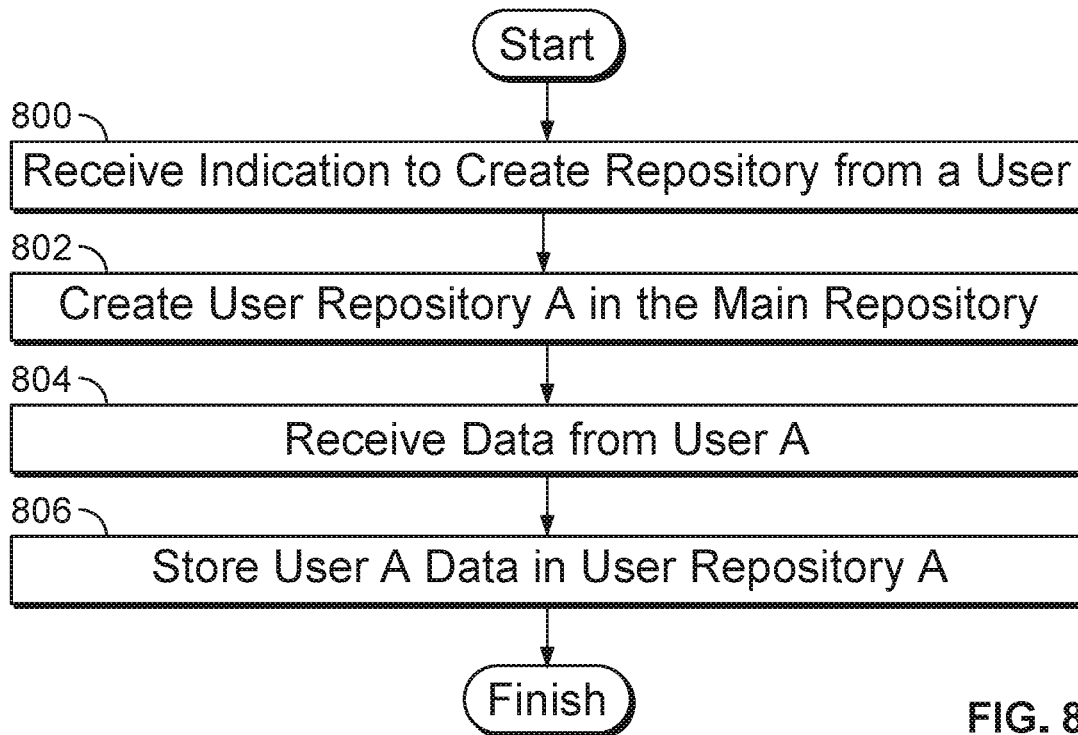 Start
800
Receive Indication to Create Repository from a User
802
Create User Repository A in the Main Repository
804
Receive Data from User A
806
Store User A Data in User Repository A
Finish
FIG. 8